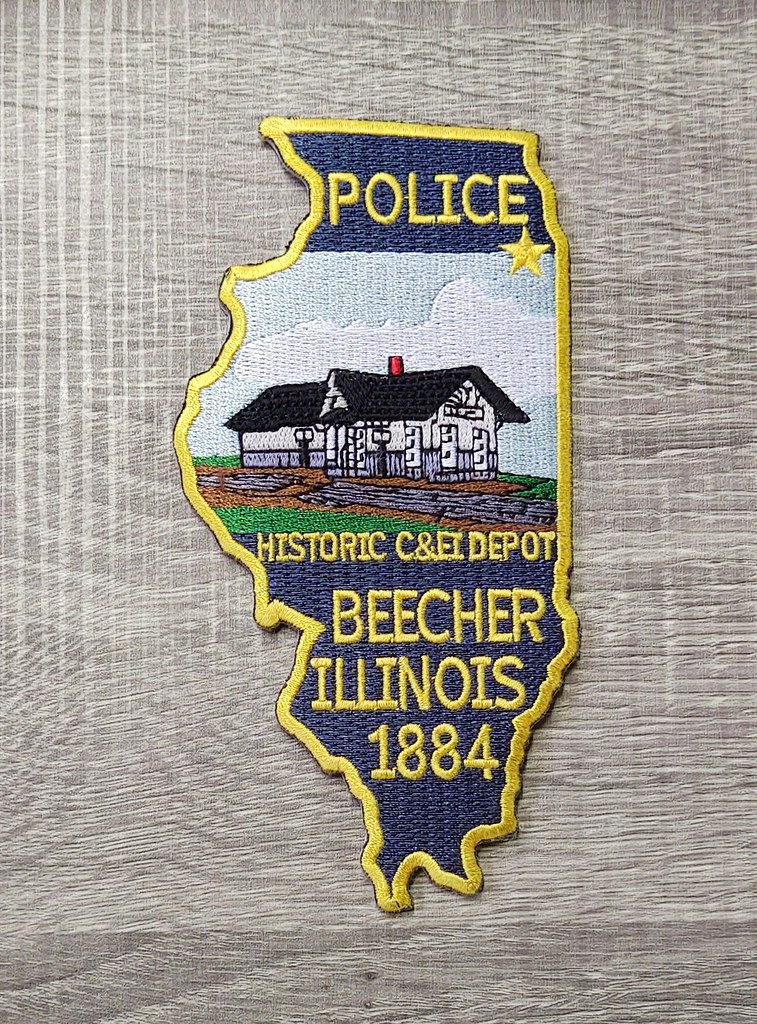 POLICE
HISTORIC C&EI DEPOT
BEECHER
ILLINOIS
1884